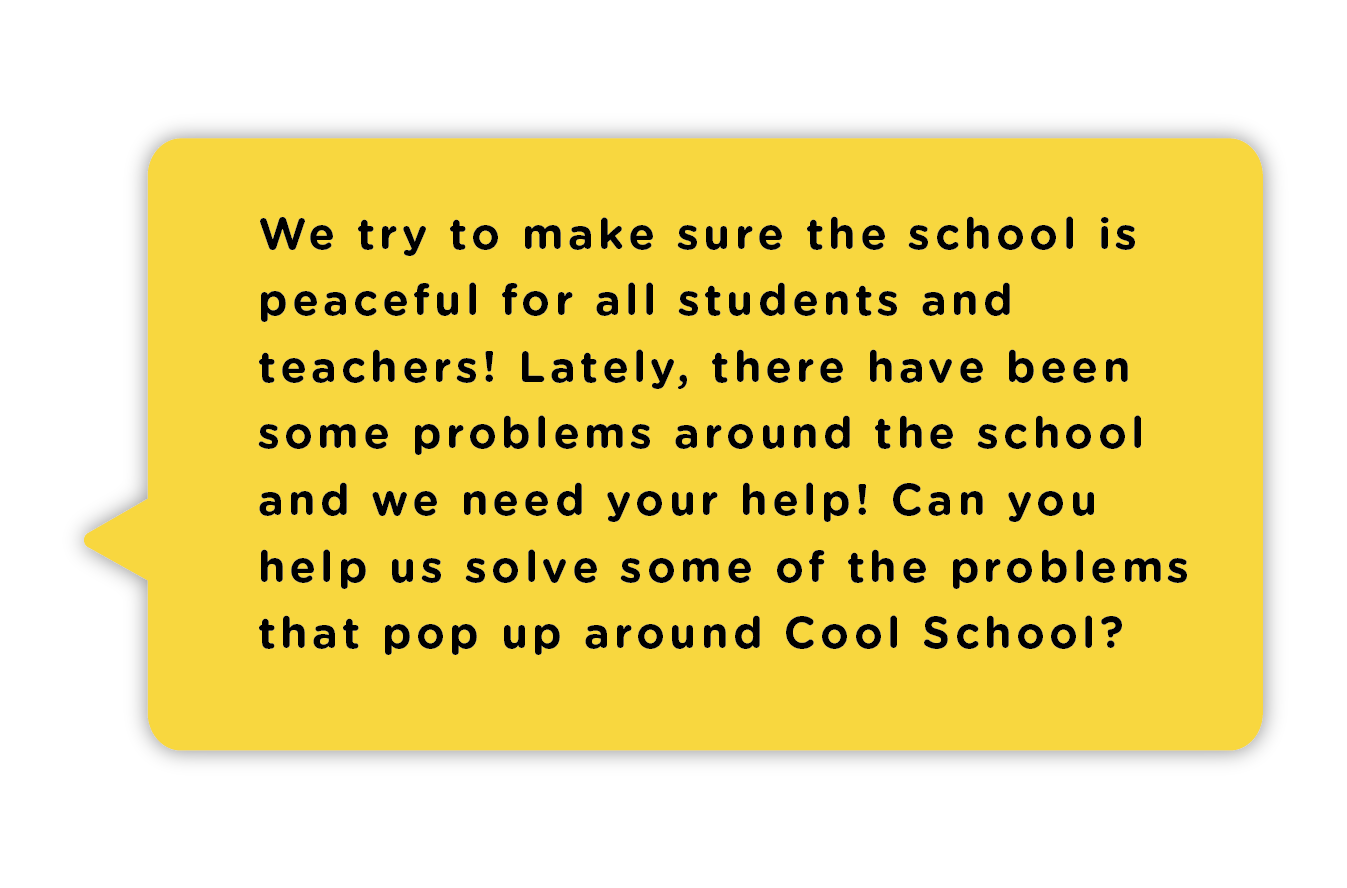 We try to make sure the school is
peaceful for all students and
teachers! Lately, there have been
some problems around the school
and we need your help! Can you
help us solve some of the problems
that pop up around Cool School?